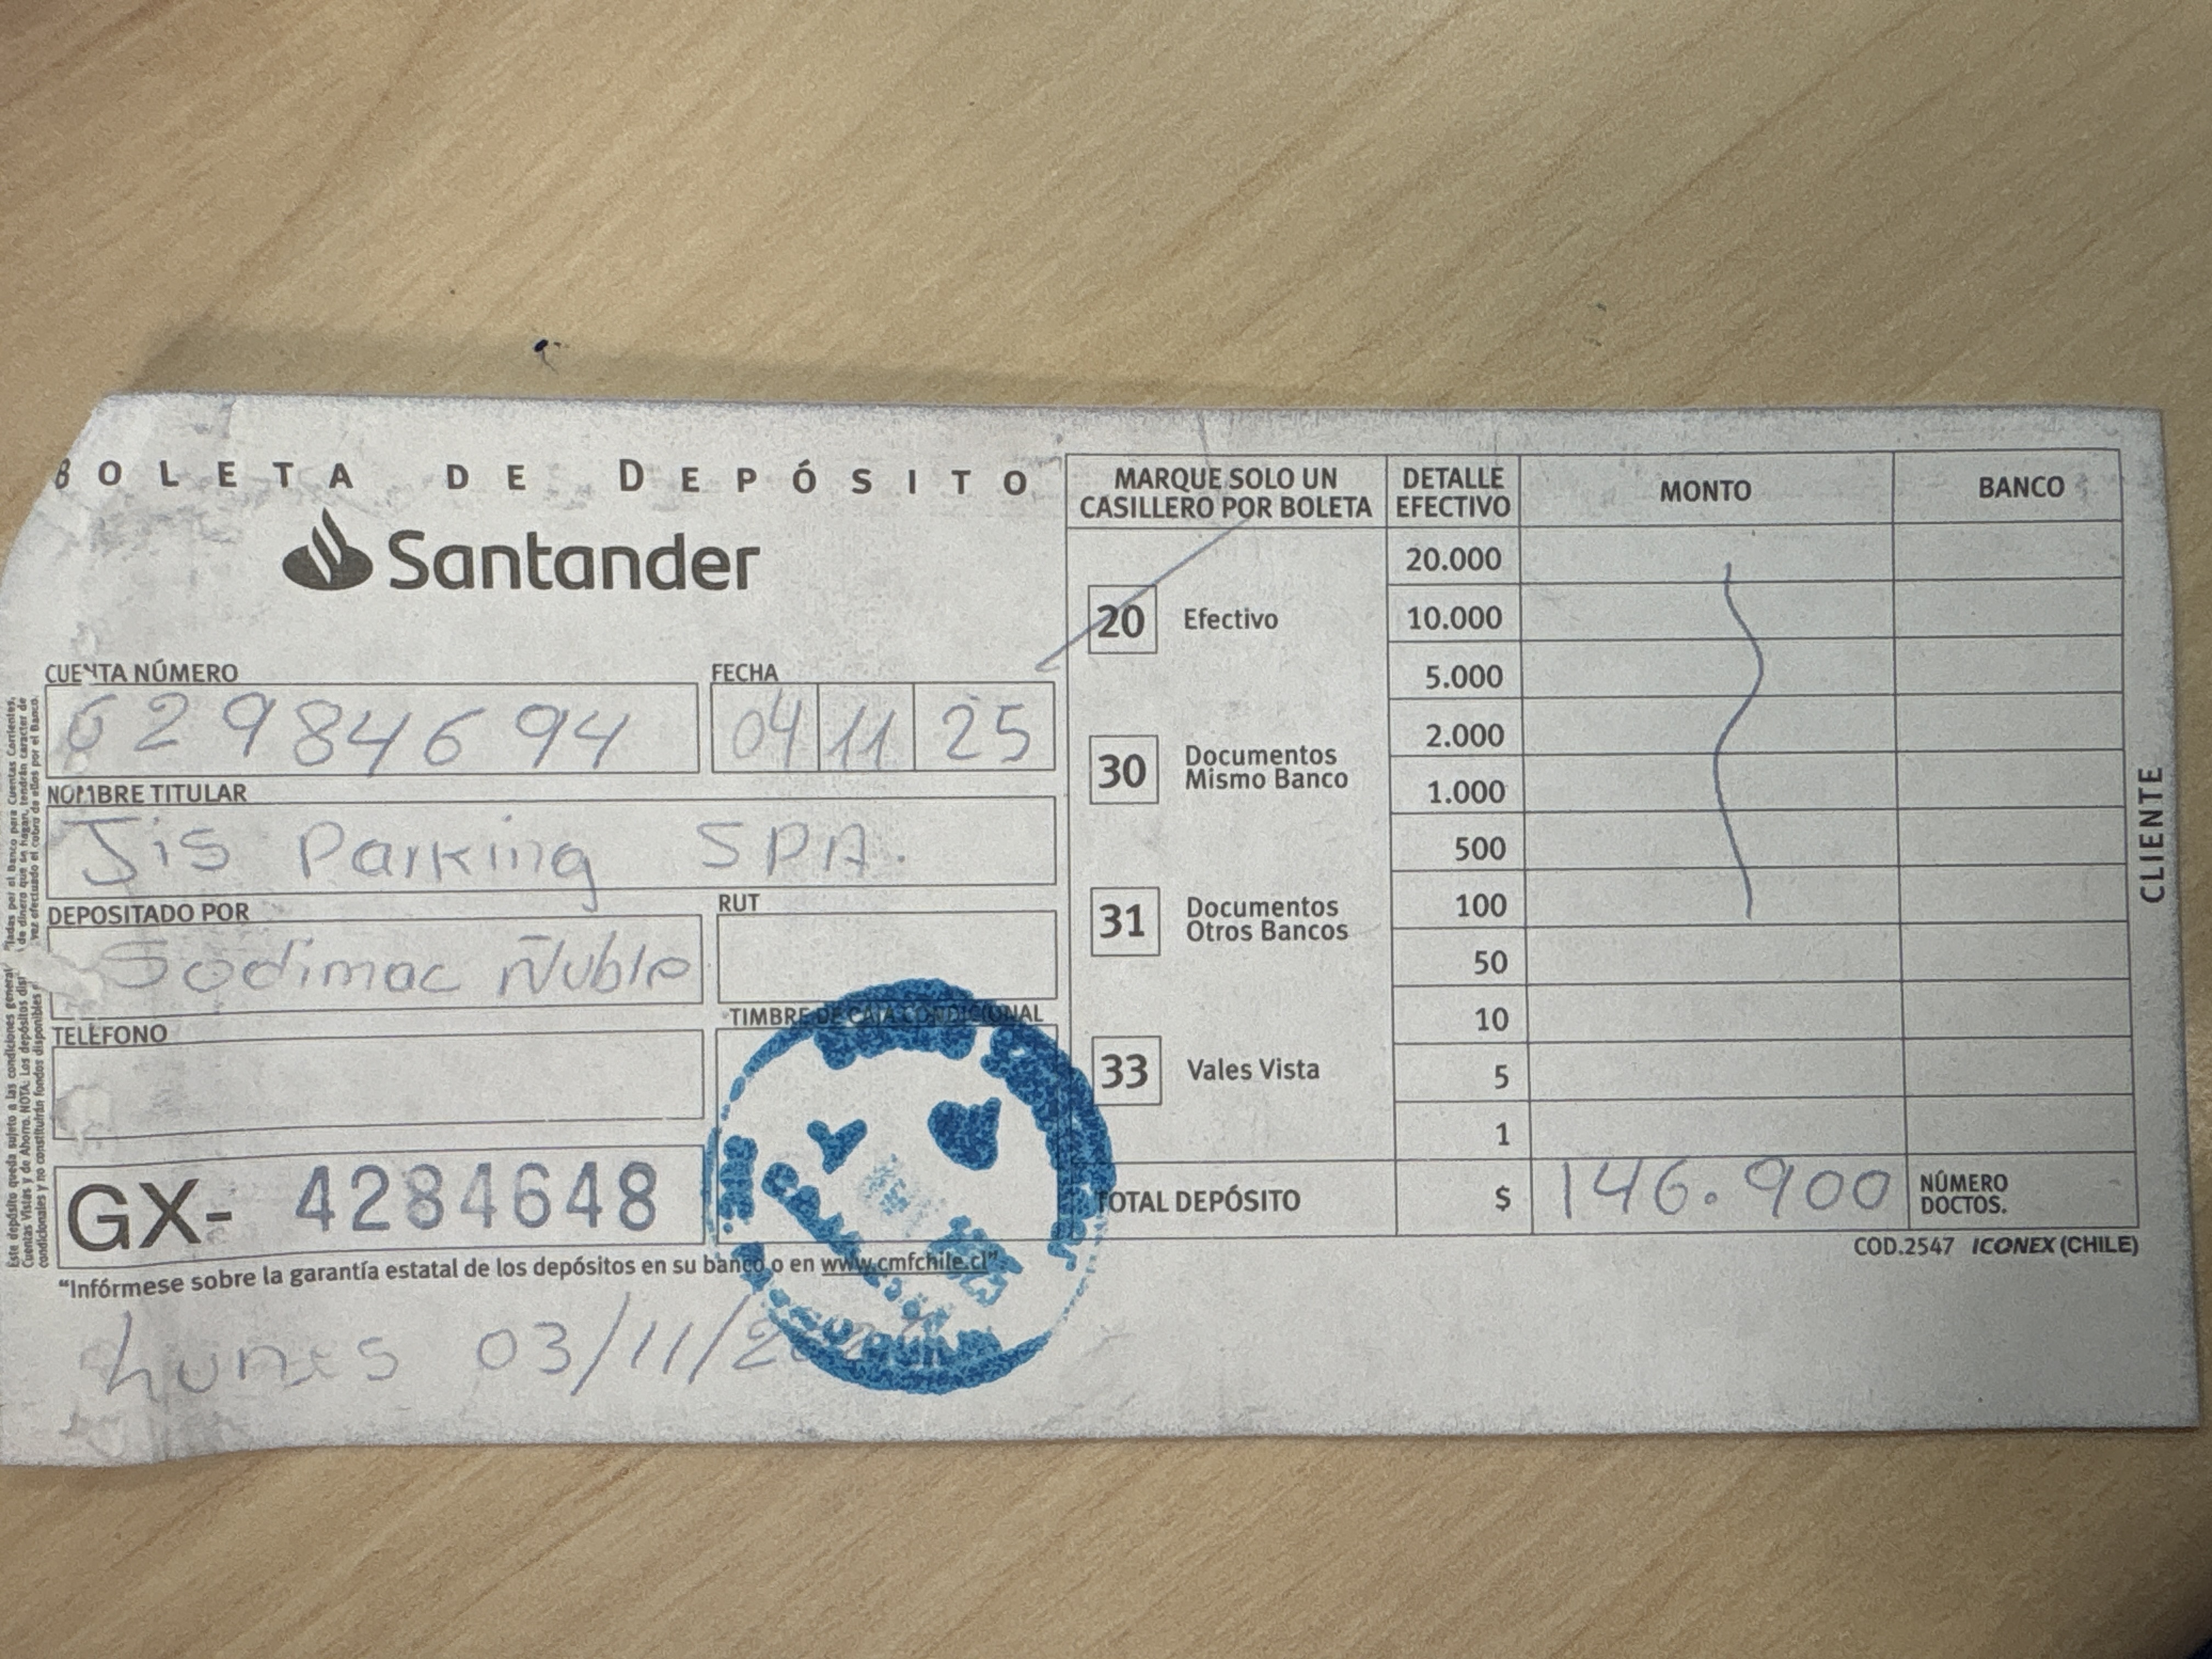 BOLETA DE DEPÓSITO
Santander
CUENTA NÚMERO
62984694
FECHA
04 11 25
NOMBRE TITULAR
Jis Parking SPA.
DEPOSITADO POR
Sodimac Ñuble
RUT
TELÉFONO
TIMBRE DE CAJA CONDICIONAL
GX- 4284648
"Infórmese sobre la garantía estatal de los depósitos en su banco o en www.cmfchile.cl"
Lunes 03/11/
MARQUE SOLO UN
CASILLERO POR BOLETA
20 Efectivo
30 Documentos
Mismo Banco
31 Documentos
Otros Bancos
33 Vales Vista
DETALLE
EFECTIVO
MONTO
BANCO
20.000
10.000
5.000
2.000
1.000
500
100
50
10
5
1
TOTAL DEPÓSITO $ 146.900
NÚMERO
DOCTOS.
COD.2547 ICONEX (CHILE)
CLIENTE